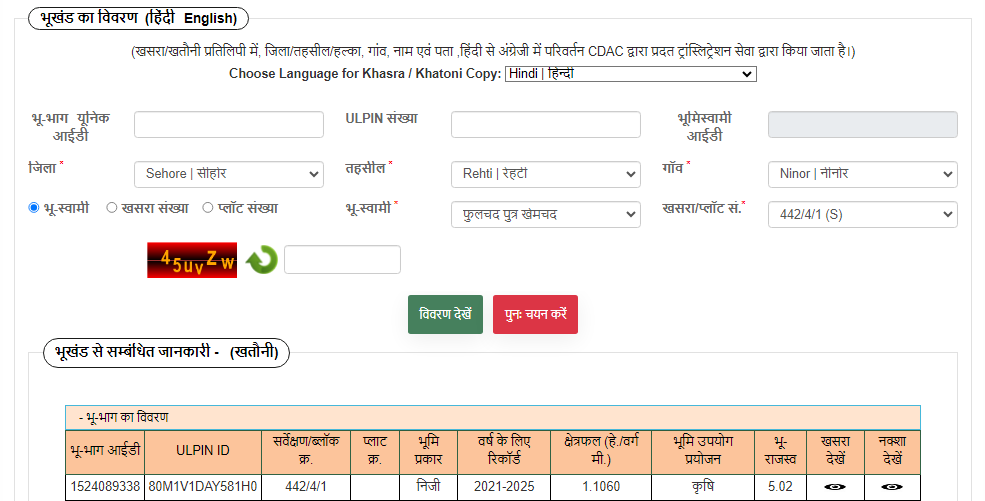 भूखंड का विवरण (हिंदी English)
(खसरा/खतौनी प्रतिलिपी में, जिला/तहसील/हल्का, गांव, नाम एवं पता ,हिंदी से अंग्रेजी में परिवर्तन CDAC द्वारा प्रदत ट्रांस्लिट्रेशन सेवा द्वारा किया जाता है।)
Choose Language for Khasra / Khatoni Copy: Hindi | हिन्दी
भू-भाग यूनिक आईडी ULPIN संख्या भूमिस्वामी आईडी
जिला * Sehore | सीहोर तहसील * Rehti | रेहटी गाँव * Ninor | नीनोर
भू-स्वामी खसरा संख्या प्लॉट संख्या भू-स्वामी * फुलचद पुत्र खेमचद खसरा/प्लॉट सं.* 442/4/1 (S)
45uvZw
विवरण देखें पुनः चयन करें
भूखंड से सम्बंधित जानकारी - (खतौनी)
- भू-भाग का विवरण
भू-भाग आईडी ULPIN ID सर्वेक्षण/ब्लॉक क्र. प्लाट क्र. भूमि प्रकार वर्ष के लिए रिकॉर्ड क्षेत्रफल (हे./वर्ग मी.) भूमि उपयोग प्रयोजन भू-राजस्व खसरा देखें नक्शा देखें
1524089338 80M1V1DAY581H0 442/4/1 निजी 2021-2025 1.1060 कृषि 5.02